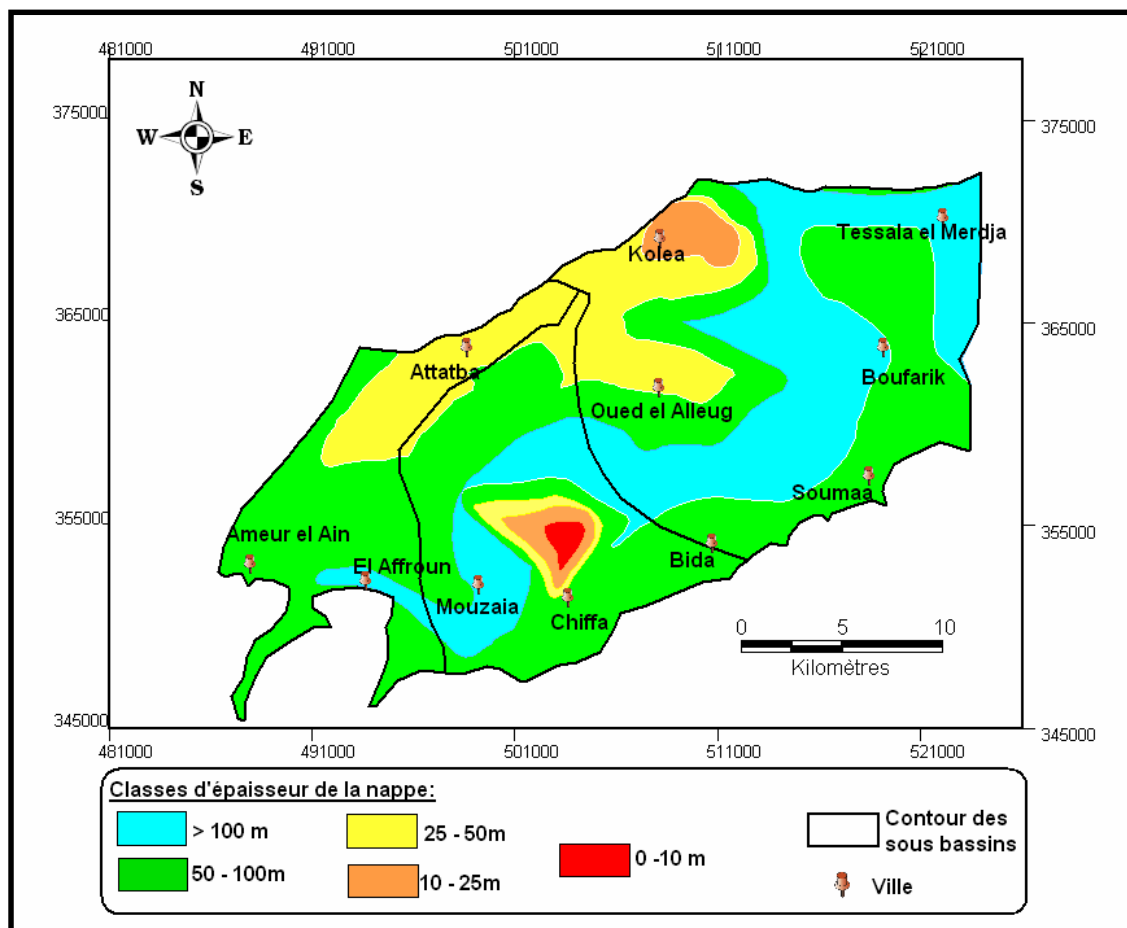 481000 491000 501000 511000 521000
375000 375000
N
W E
S
Tessala el Merdja
Kolea
365000 365000
Attatba
Boufarik
Oued el Alleug
Soumaa
355000 355000
Ameur el Ain
El Affroun
Bida
Mouzaia
Chiffa
0 5 10
Kilomètres
345000 345000
481000 491000 501000 511000 521000
Classes d'épaisseur de la nappe:
> 100 m
25 - 50m
0 -10 m
Contour des
sous bassins
50 - 100m
10 - 25m
Ville